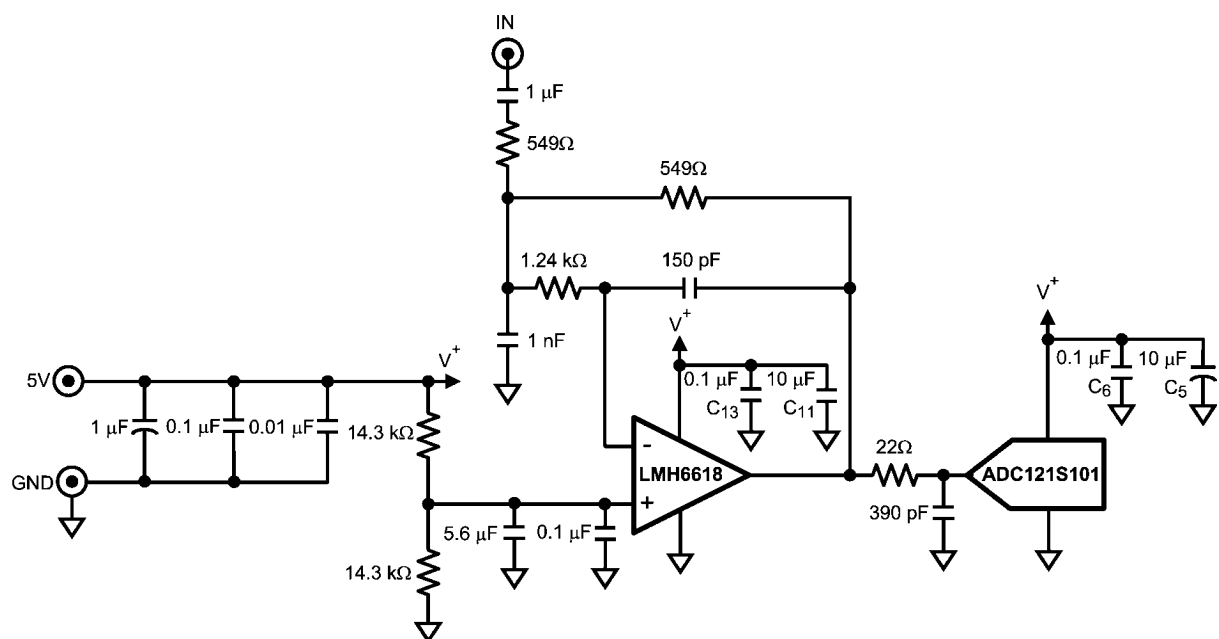 IN
1 μF
549Ω
549Ω
1.24 kΩ
150 pF
1 nF
V+
V+
V+
0.1 μF
10 μF
C6
C5
0.1 μF
10 μF
C13
C11
5V
1 μF
0.1 μF
0.01 μF
14.3 kΩ
GND
-
LMH6618
+
22Ω
ADC121S101
390 pF
5.6 μF
0.1 μF
14.3 kΩ